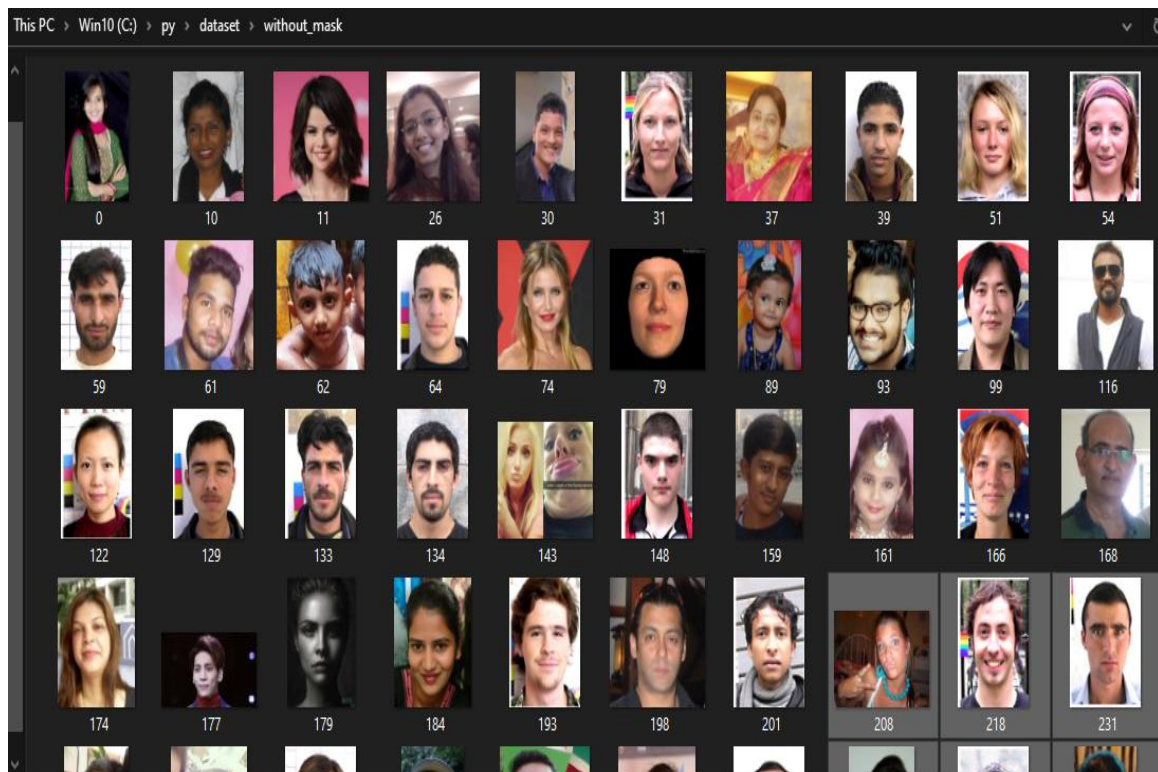 This PC > Win10 (C:) > py > dataset > without_mask
0 10 11 26 30 31 37 39 51 54
59 61 62 64 74 79 89 93 99 116
122 129 133 134 143 148 159 161 166 168
174 177 179 184 193 198 201 208 218 231